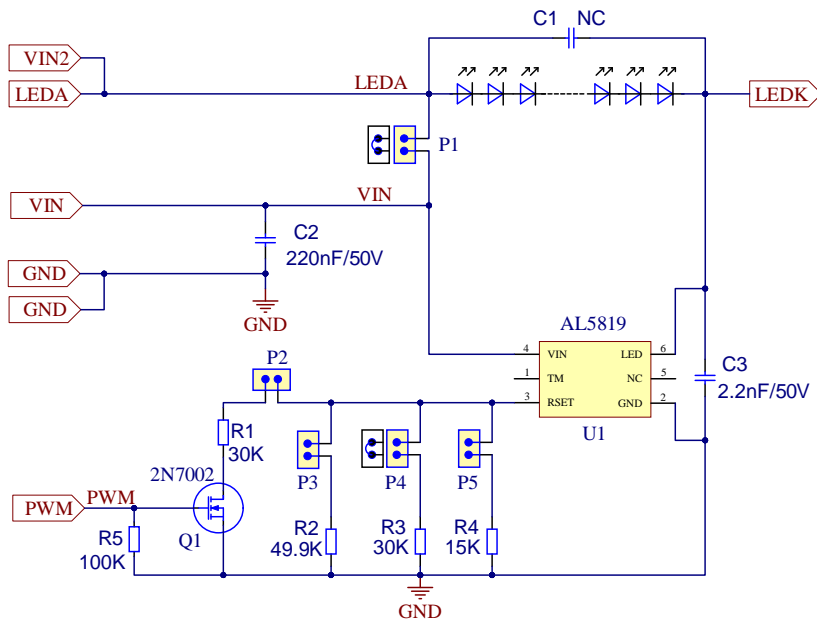 C1 NC
VIN2
LEDA
LEDA
LEDK
P1
VIN
VIN
C2
220nF/50V
GND
GND
GND
AL5819
4 VIN LED 6
1 TM NC 5
3 RSET GND 2
U1
C3
2.2nF/50V
P2
R1
30K
P3
P4
P5
2N7002
PWM
PWM
Q1
R5
100K
R2
49.9K
R3
30K
R4
15K
GND